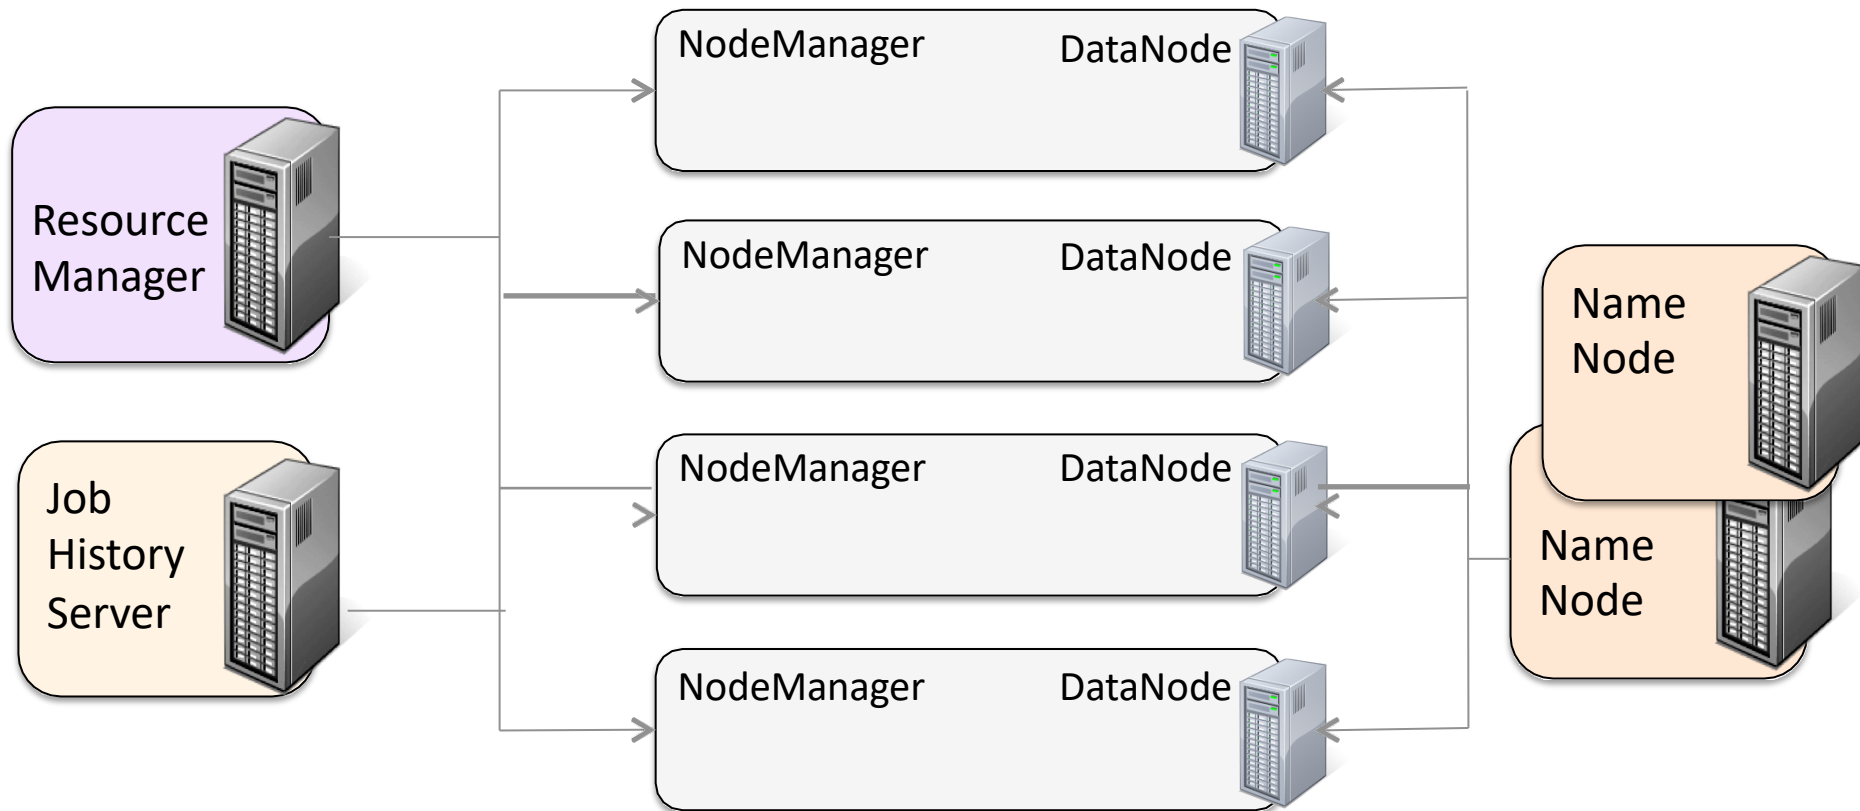 NodeManager DataNode
Resource
Manager
NodeManager DataNode
Name
Node
NodeManager DataNode
Job
History
Server
Name
Node
NodeManager DataNode